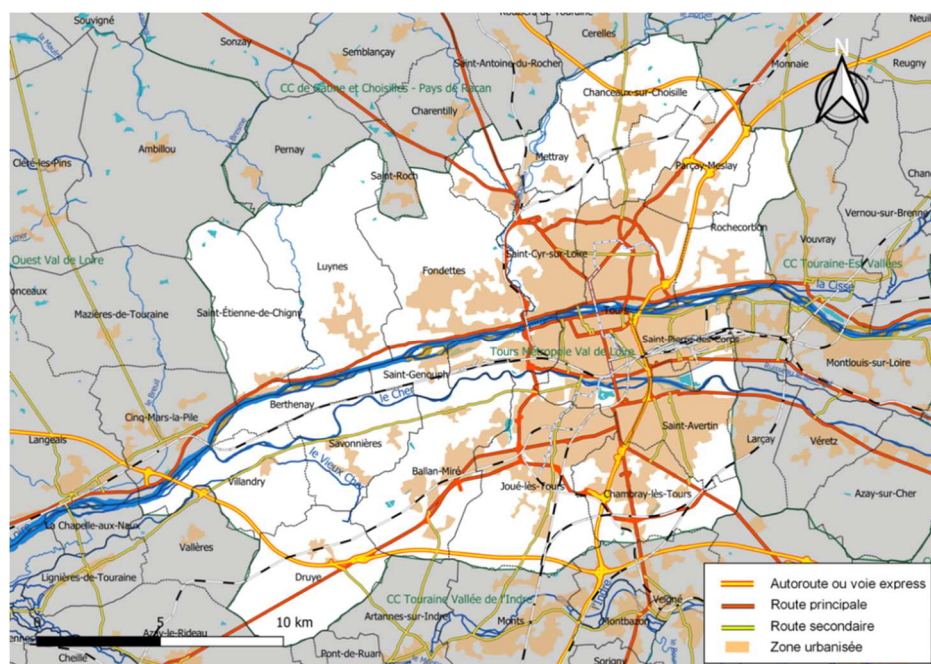 Souvigné
Sonzay
Semblançay
Cerelles
Neuil
Saint-Antoine-du-Rocher
Monnaie
Reugny
N
CC de Gâtine et Choisilles - Pays de Racan
Chanceaux-sur-Choisille
Charentilly
Ambillou
Pernay
Mettray
Cléré-les-Pins
Saint-Roch
Parçay-Meslay
Vernou-sur-Brenne
Rochecorbon
Vouvray
Ouest Val de Loire
Luynes
Fondettes
Saint-Cyr-sur-Loire
CC Touraine-Est Vallées
la Cisse
Mazières-de-Touraine
Saint-Étienne-de-Chigny
Tours
Saint-Pierre-des-Corps
Tours Métropole Val de Loire
Montlouis-sur-Loire
le Breuil
Saint-Genouph
le Cher
Berthenay
Cinq-Mars-la-Pile
Langeais
Savonnières
Saint-Avertin
Larçay
Véretz
le Vieux Cher
Ballan-Miré
Villandry
Joué-lès-Tours
Chambray-lès-Tours
Azay-sur-Cher
La Chapelle-aux-Naux
Vallères
Lignières-de-Touraine
Druye
CC Touraine Vallée de l'Indre
l'Indre
Artannes-sur-Indre
Monts
Montbazon
Veigné
Azay-le-Rideau
Pont-de-Ruan
Cheillé
Sorigny
0 5 10 km
Autoroute ou voie express
Route principale
Route secondaire
Zone urbanisée